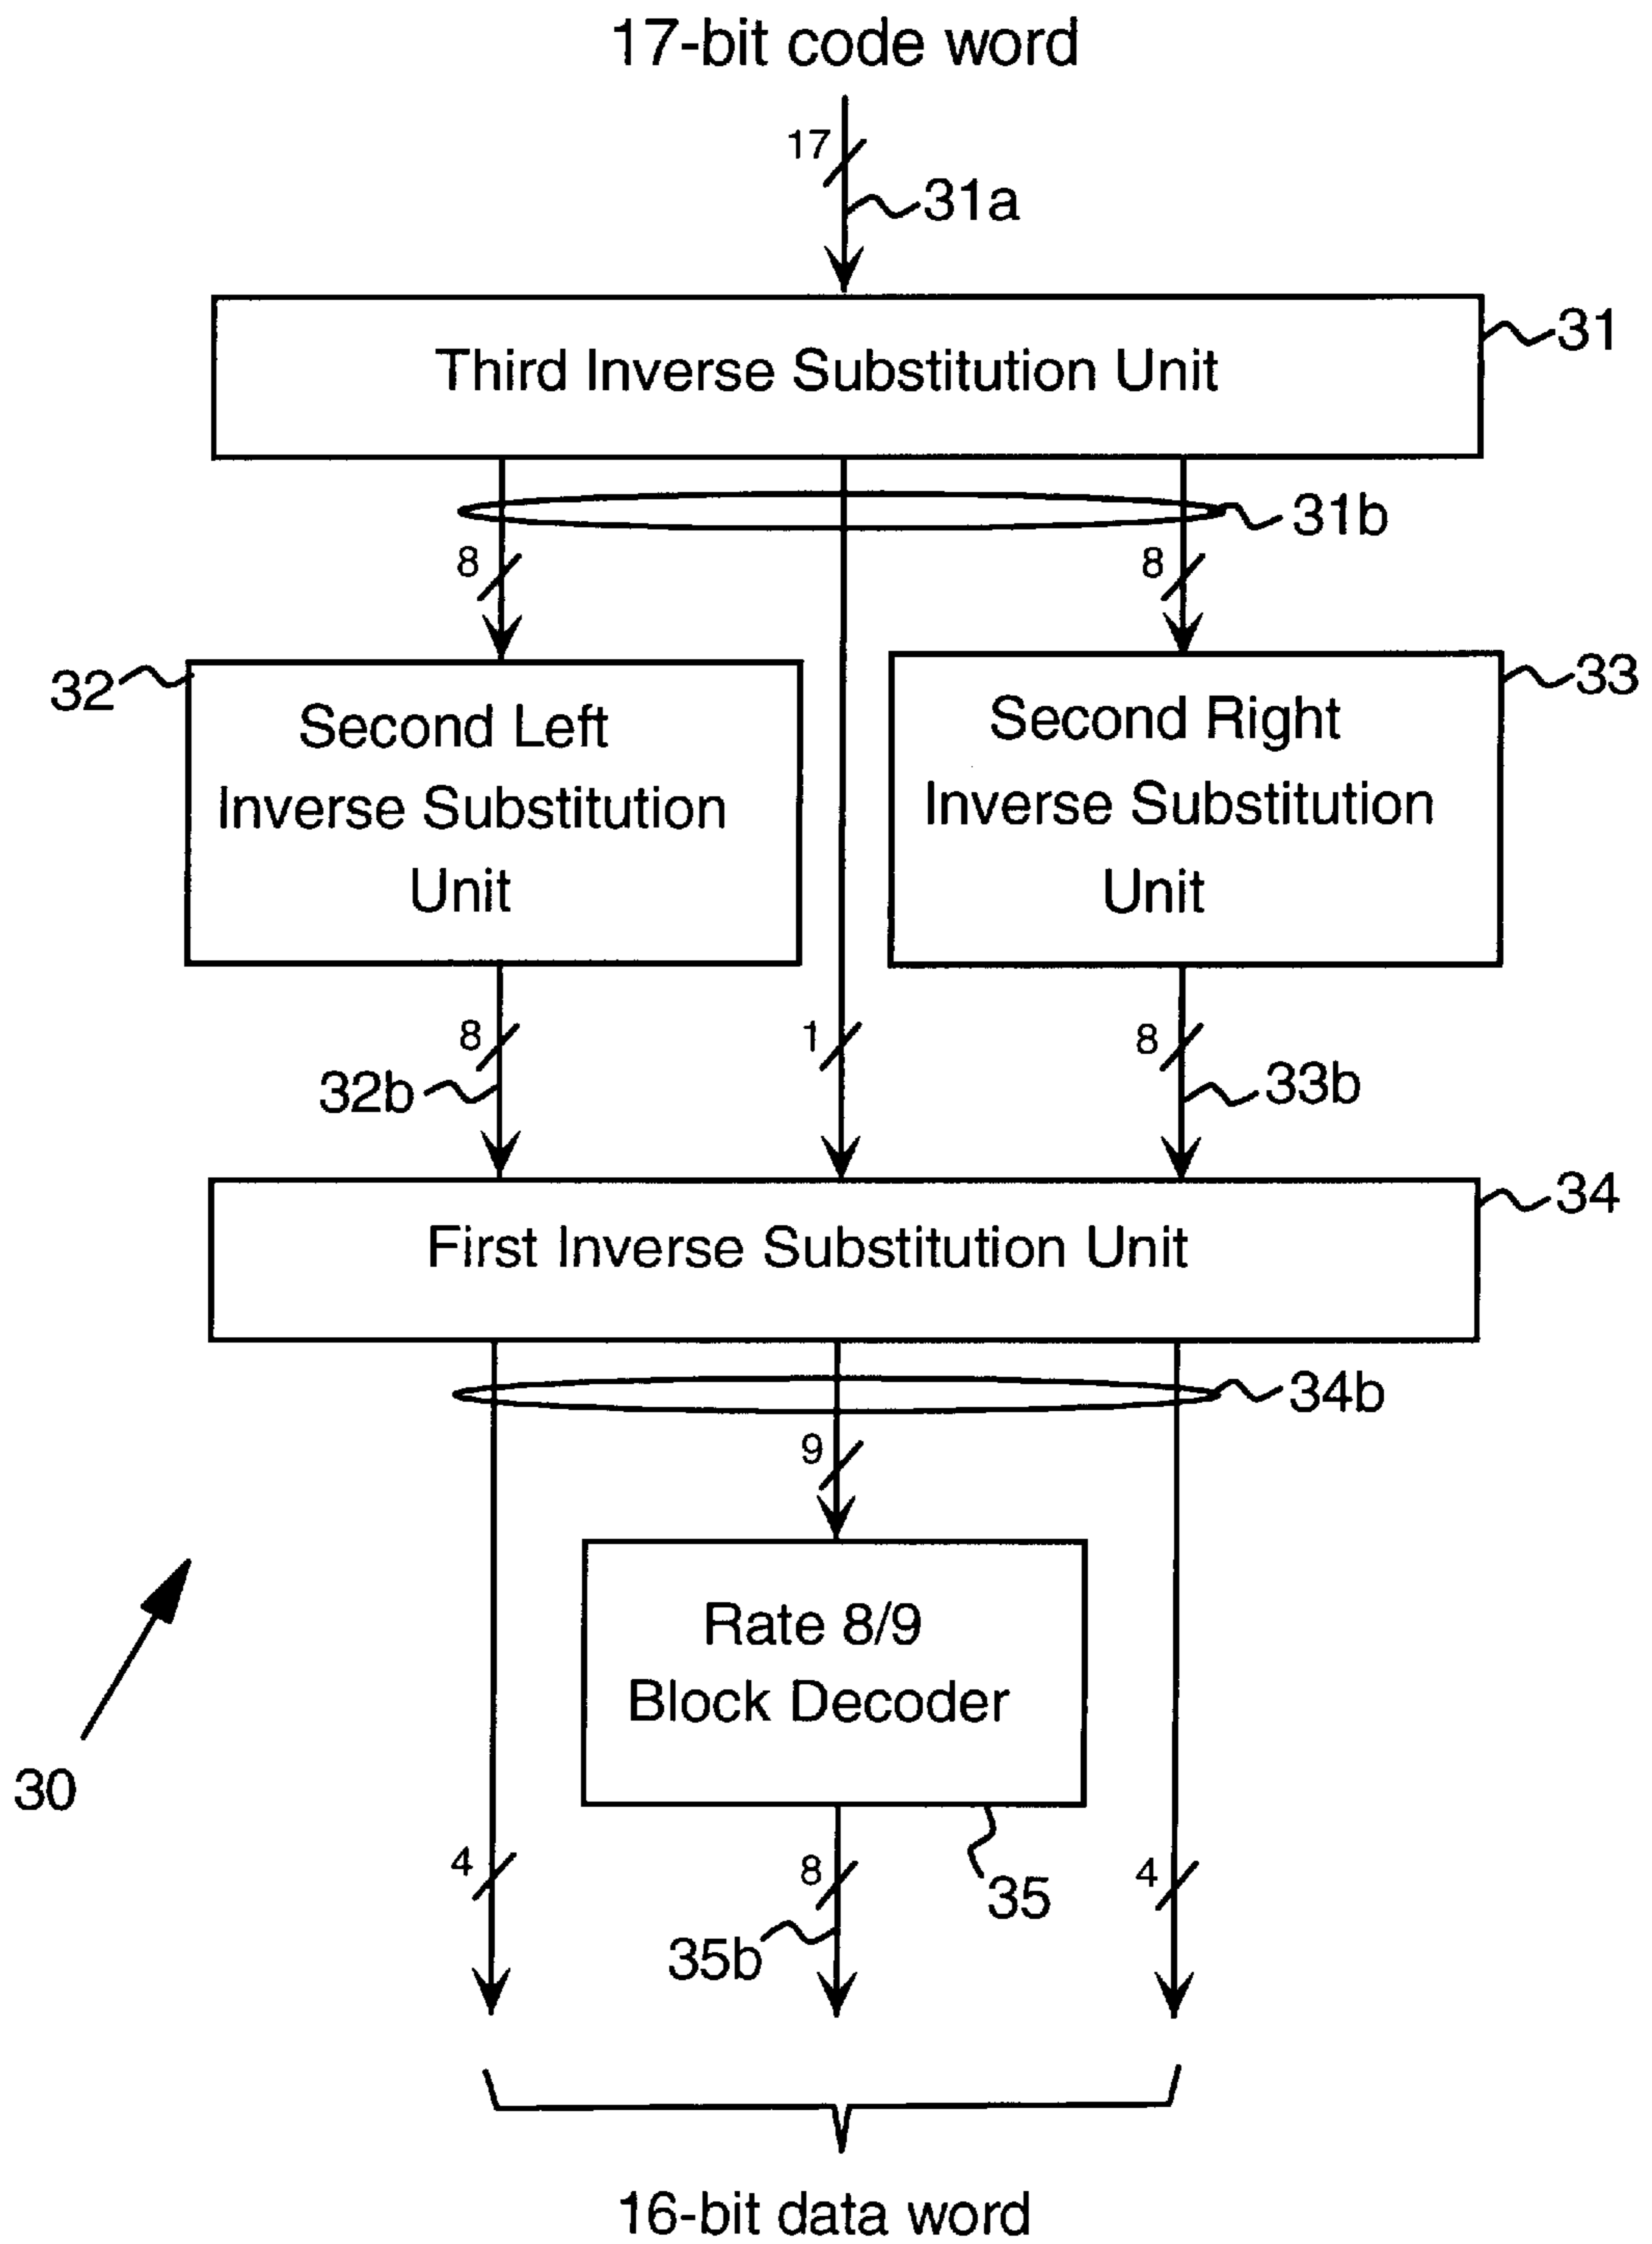 17-bit code word
17
31a
31
Third Inverse Substitution Unit
31b
8
8
32
33
Second Left
Inverse Substitution
Unit
Second Right
Inverse Substitution
Unit
8
1
8
32b
33b
34
First Inverse Substitution Unit
34b
9
Rate 8/9
Block Decoder
30
4
8
4
35
35b
16-bit data word